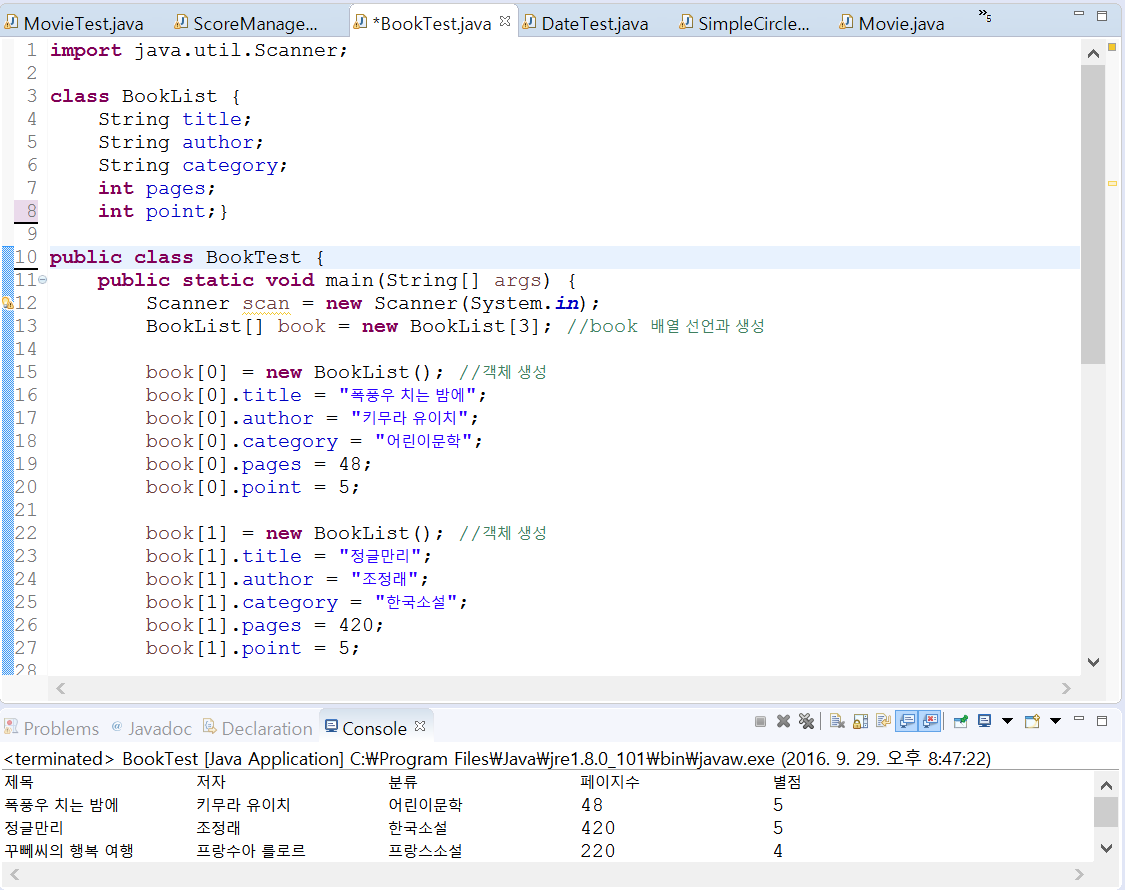 MovieTest.java ScoreManage... *BookTest.java DateTest.java SimpleCircle... Movie.java »5
1 import java.util.Scanner;
2
3 class BookList {
4 String title;
5 String author;
6 String category;
7 int pages;
8 int point;}
9
10 public class BookTest {
11 public static void main(String[] args) {
12 Scanner scan = new Scanner(System.in);
13 BookList[] book = new BookList[3]; //book 배열 선언과 생성
14
15 book[0] = new BookList(); //객체 생성
16 book[0].title = "폭풍우 치는 밤에";
17 book[0].author = "키무라 유이치";
18 book[0].category = "어린이문학";
19 book[0].pages = 48;
20 book[0].point = 5;
21
22 book[1] = new BookList(); //객체 생성
23 book[1].title = "정글만리";
24 book[1].author = "조정래";
25 book[1].category = "한국소설";
26 book[1].pages = 420;
27 book[1].point = 5;
28
Problems @ Javadoc Declaration Console
<terminated> BookTest [Java Application] C:₩Program Files₩Java₩jre1.8.0_101₩bin₩javaw.exe (2016. 9. 29. 오후 8:47:22)
제목 저자 분류 페이지수 별점
폭풍우 치는 밤에 키무라 유이치 어린이문학 48 5
정글만리 조정래 한국소설 420 5
꾸뻬씨의 행복 여행 프랑수아 를로르 프랑스소설 220 4